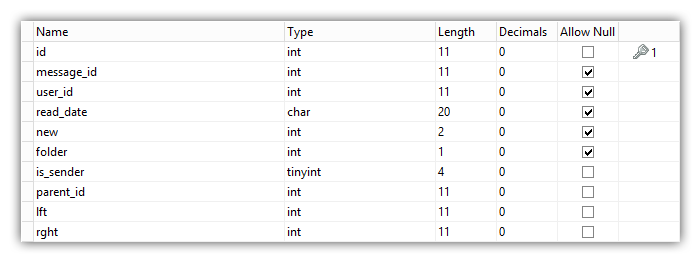 Name Type Length Decimals Allow Null
id int 11 0 1
message_id int 11 0
user_id int 11 0
read_date char 20 0
new int 2 0
folder int 1 0
is_sender tinyint 4 0
parent_id int 11 0
lft int 11 0
rght int 11 0